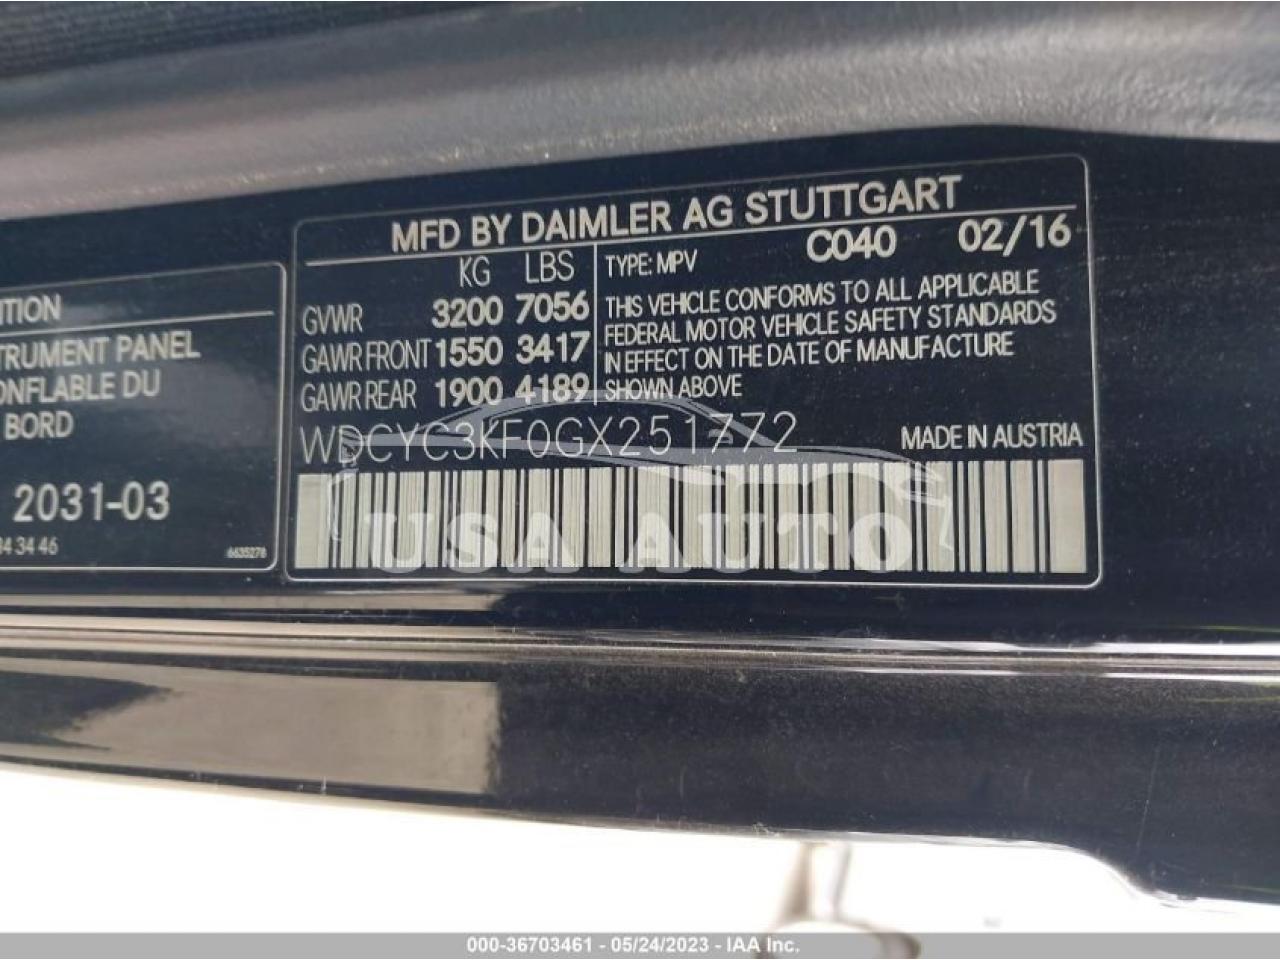 MFD BY DAIMLER AG STUTTGART
KG LBS
TYPE: MPV C040 02/16
GVWR 3200 7056
GAWR FRONT 1550 3417
GAWR REAR 1900 4189
THIS VEHICLE CONFORMS TO ALL APPLICABLE
FEDERAL MOTOR VEHICLE SAFETY STANDARDS
IN EFFECT ON THE DATE OF MANUFACTURE
SHOWN ABOVE
WDCYC3KF0GX251772
MADE IN AUSTRIA
PANEL
DU
BORD
2031-03
3446
6635278
USA AUTO
000-36703461 - 05/24/2023 - IAA Inc.